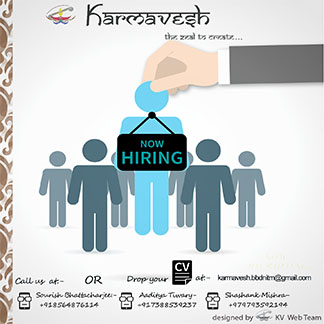 Karmavesh
the zeal to create...
NOW
HIRING
Call us at:- OR Drop your CV at:- karmavesh.bbdnitm@gmail.com
Sourish Bhattacharjee:- Aaditya Tiwary:- Shashank Mishra-
+918564876114 +917388539237 +979793592194
designed by KV Web Team